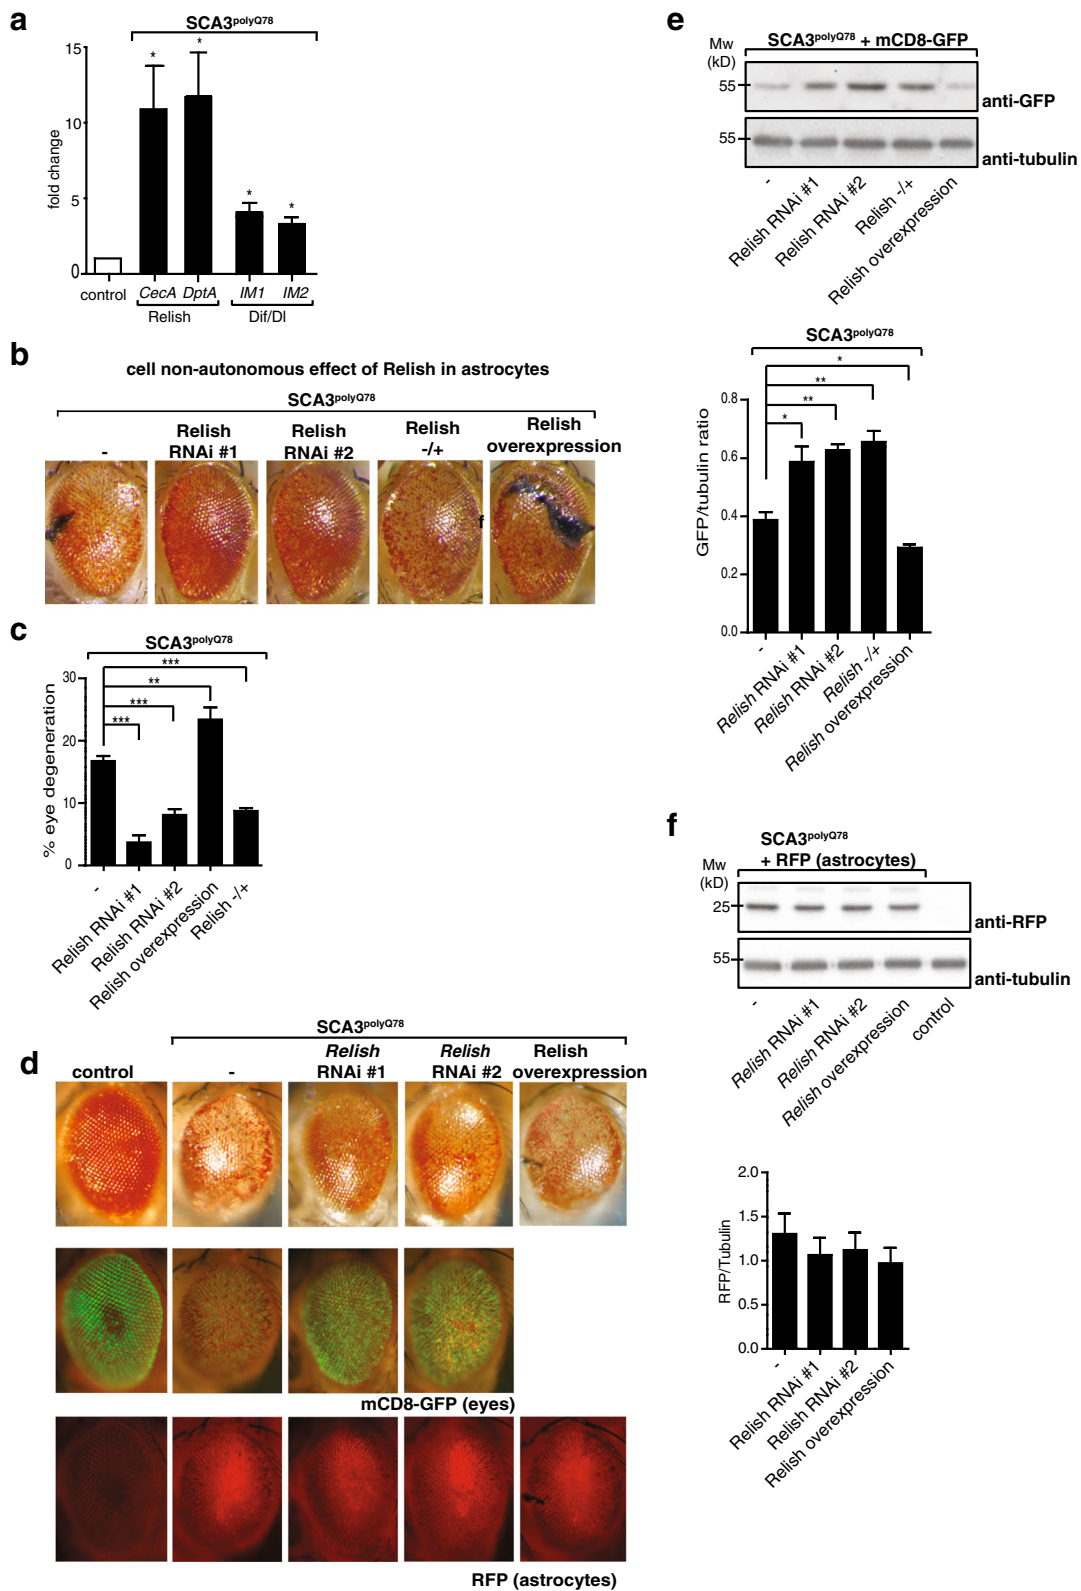 a
SCA3polyQ78
15
10
5
0
fold change
*
*
*
*
control
CecA DptA
IM1 IM2
Relish
Dif/Dl
b
cell non-autonomous effect of Relish in astrocytes
SCA3polyQ78
-
Relish
RNAi #1
Relish
RNAi #2
Relish
-/+
Relish
overexpression
f
c
SCA3polyQ78
***
**
***
***
30
20
10
0
% eye degeneration
-
Relish RNAi #1
Relish RNAi #2
Relish overexpression
Relish -/+
d
SCA3polyQ78
control
-
Relish
RNAi #1
Relish
RNAi #2
Relish
overexpression
mCD8-GFP (eyes)
RFP (astrocytes)
e
SCA3polyQ78 + mCD8-GFP
Mw
(kD)
55
anti-GFP
55
anti-tubulin
-
Relish RNAi #1
Relish RNAi #2
Relish -/+
Relish overexpression
SCA3polyQ78
*
**
**
*
0.8
0.6
0.4
0.2
0.0
GFP/tubulin ratio
-
Relish RNAi #1
Relish RNAi #2
Relish -/+
Relish overexpression
f
SCA3polyQ78
+ RFP (astrocytes)
Mw
(kD)
25
anti-RFP
55
anti-tubulin
-
Relish RNAi #1
Relish RNAi #2
Relish overexpression
control
2.0
1.5
1.0
0.5
0.0
RFP/Tubulin
-
Relish RNAi #1
Relish RNAi #2
Relish overexpression